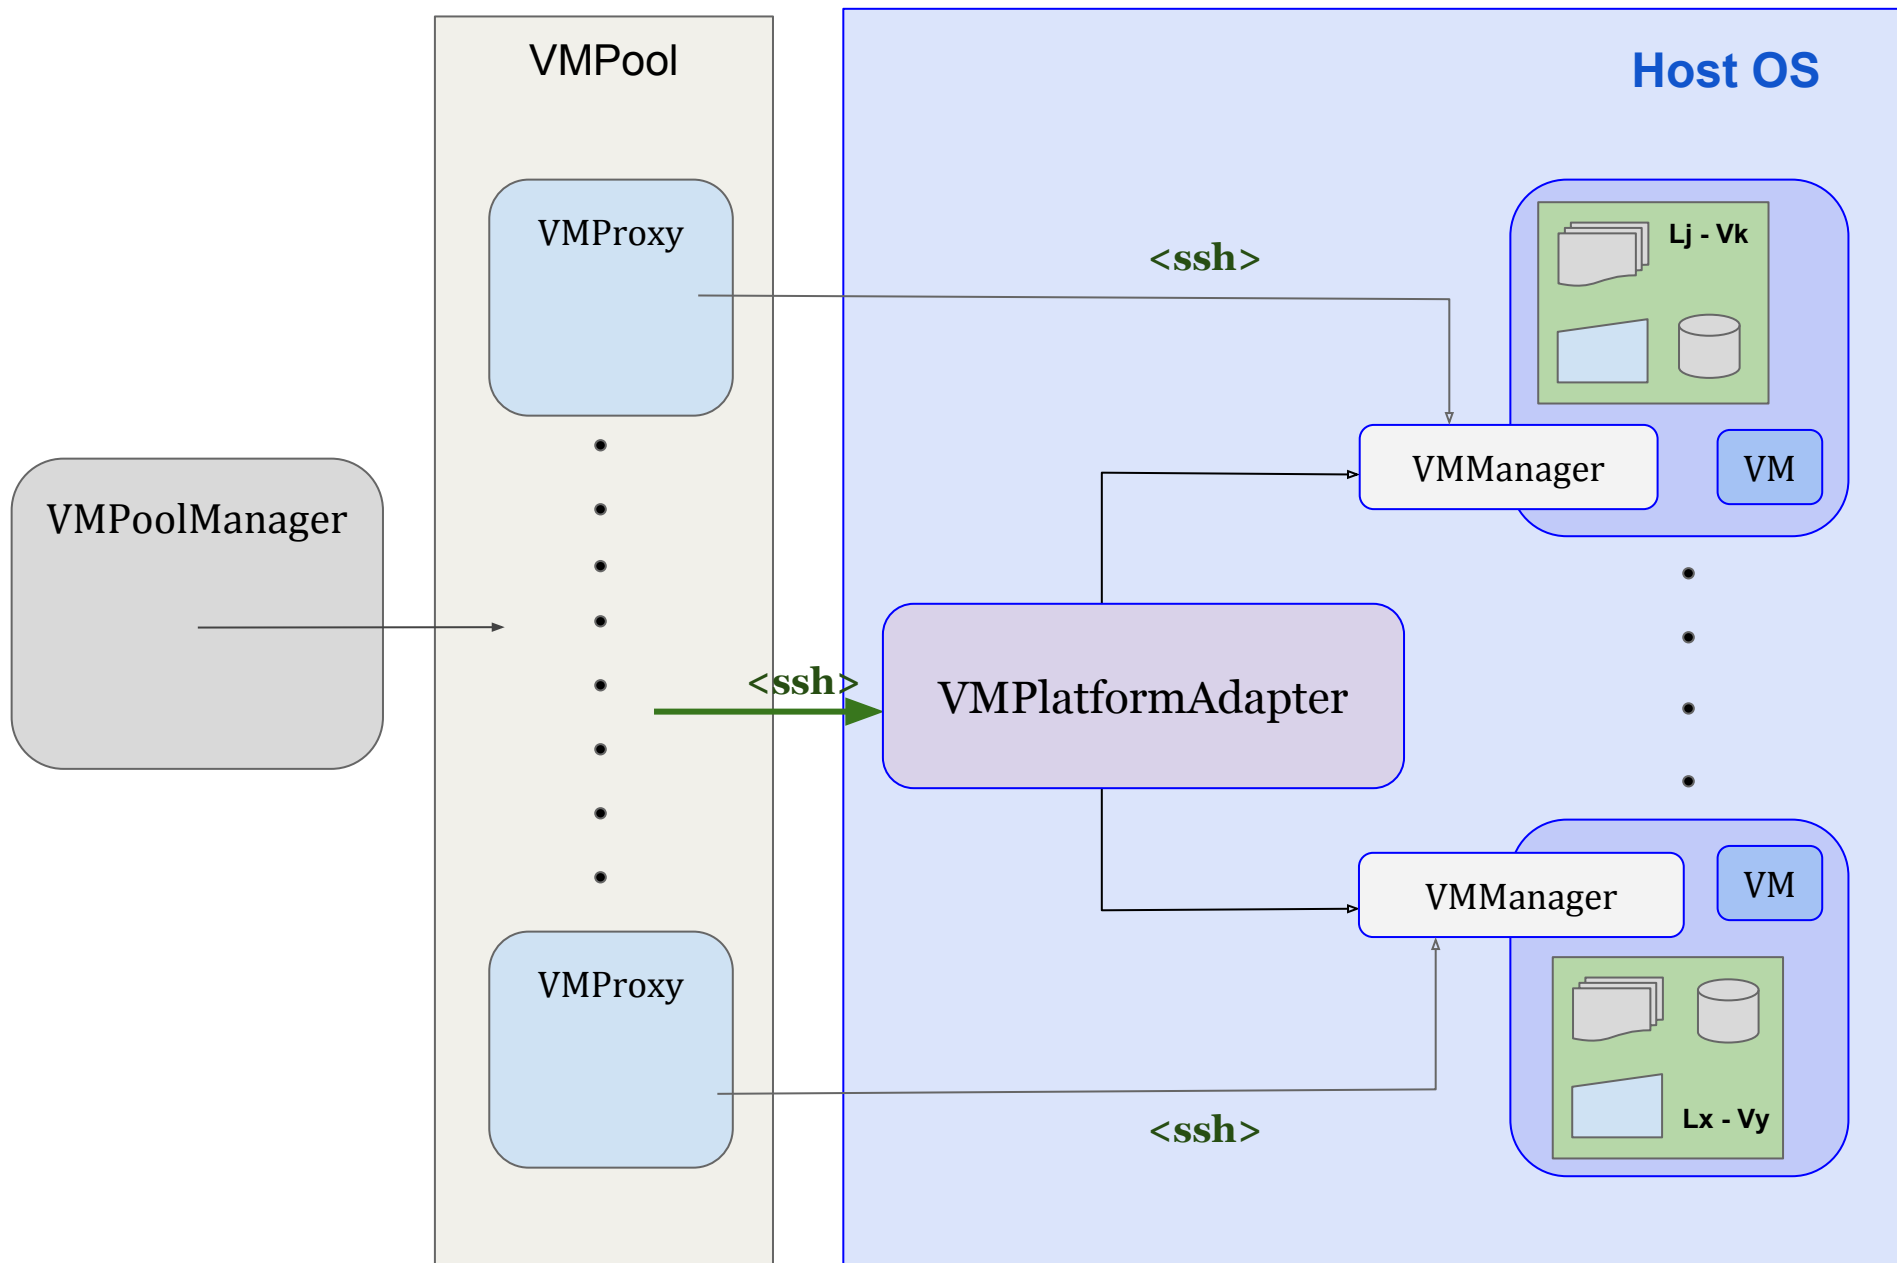 VMPool
Host OS
VMProxy
<ssh>
Lj - Vk
VMManager
VM
VMPoolManager
<ssh>
VMPlatformAdapter
VMManager
VM
VMProxy
<ssh>
Lx - Vy